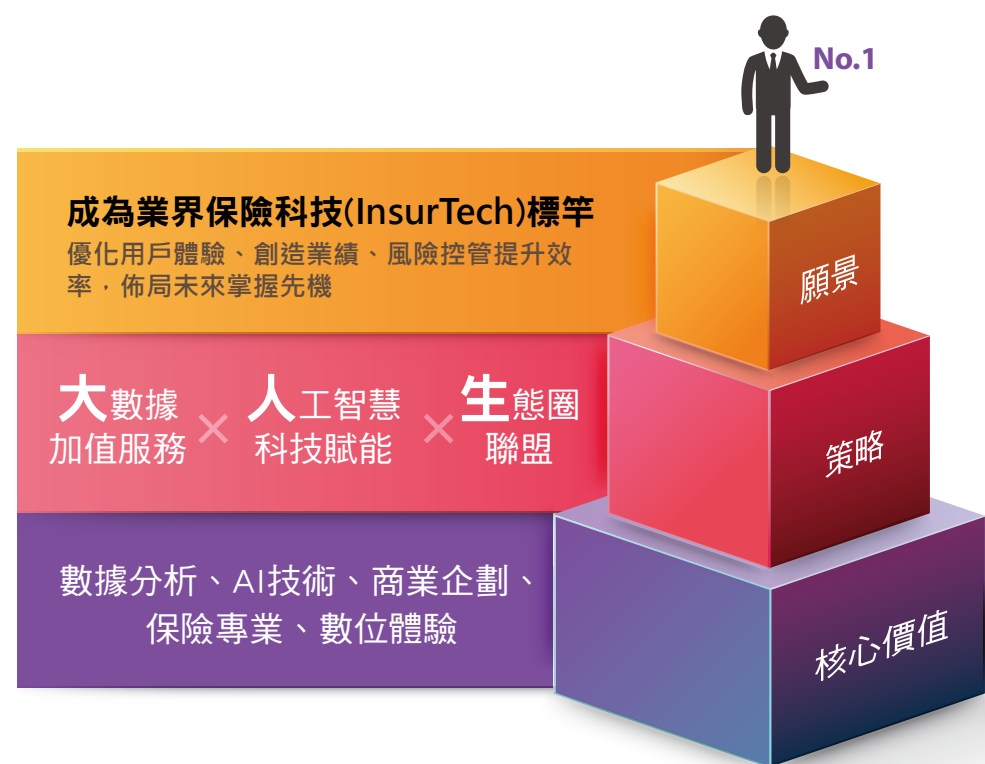 No.1
成為業界保險科技(InsurTech)標竿
優化用戶體驗、創造業績、風險控管提升效
率，佈局未來掌握先機
願景
大數據
加值服務
×
人工智慧
科技賦能
×
生態圈
聯盟
策略
數據分析、AI技術、商業企劃、
保險專業、數位體驗
核心價值